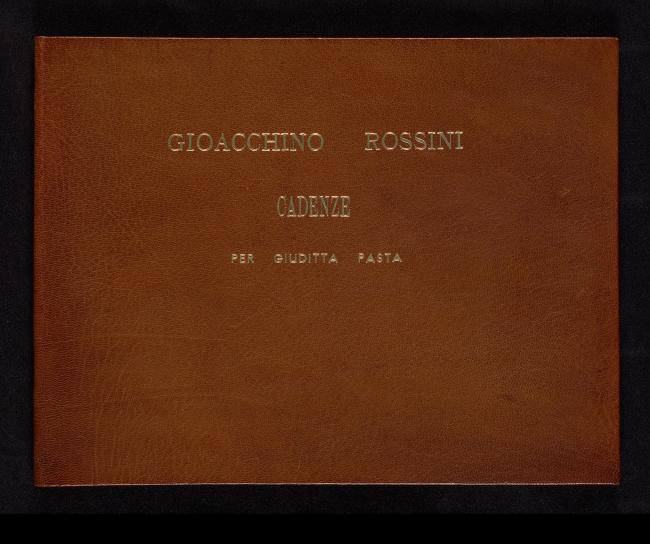 GIOACCHINO ROSSINI
CADENZE
PER GIUDITTA PASTA